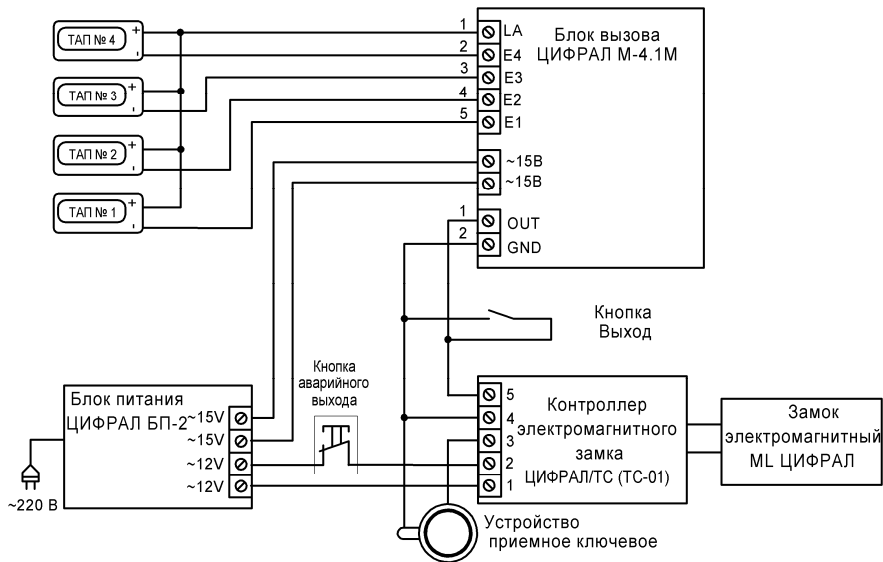 ТАП № 4
+
-
ТАП № 3
+
-
ТАП № 2
+
-
ТАП № 1
+
-
Блок вызова
ЦИФРАЛ М-4.1М
1 LA
2 E4
3 E3
4 E2
5 E1
~15В
~15В
1 OUT
2 GND
Кнопка
Выход
Кнопка
аварийного
выхода
Блок питания
ЦИФРАЛ БП-2
~15V
~15V
~12V
~12V
~220 В
5
4
3
2
1
Контроллер
электромагнитного
замка
ЦИФРАЛ/ТС (ТС-01)
Замок
электромагнитный
ML ЦИФРАЛ
Устройство
приемное ключевое